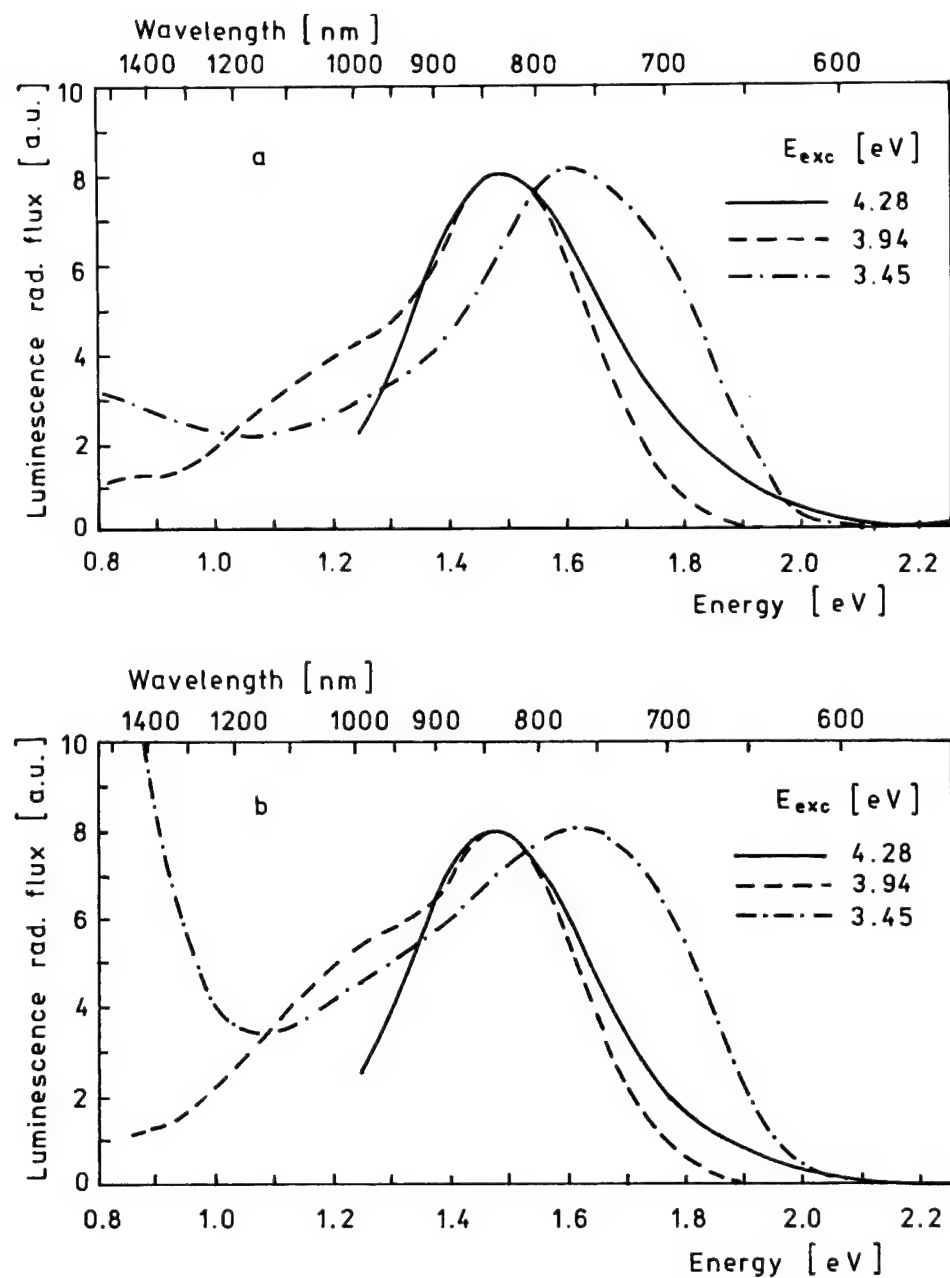 Wavelength [nm]
1400 1200 1000 900 800 700 600
10
8
6
4
2
0
Luminescence rad. flux [a.u.]
a
E exc [eV]
4.28
3.94
3.45
0.8 1.0 1.2 1.4 1.6 1.8 2.0 2.2
Energy [eV]
Wavelength [nm]
1400 1200 1000 900 800 700 600
10
8
6
4
2
0
Luminescence rad. flux [a.u.]
b
E exc [eV]
4.28
3.94
3.45
0.8 1.0 1.2 1.4 1.6 1.8 2.0 2.2
Energy [eV]